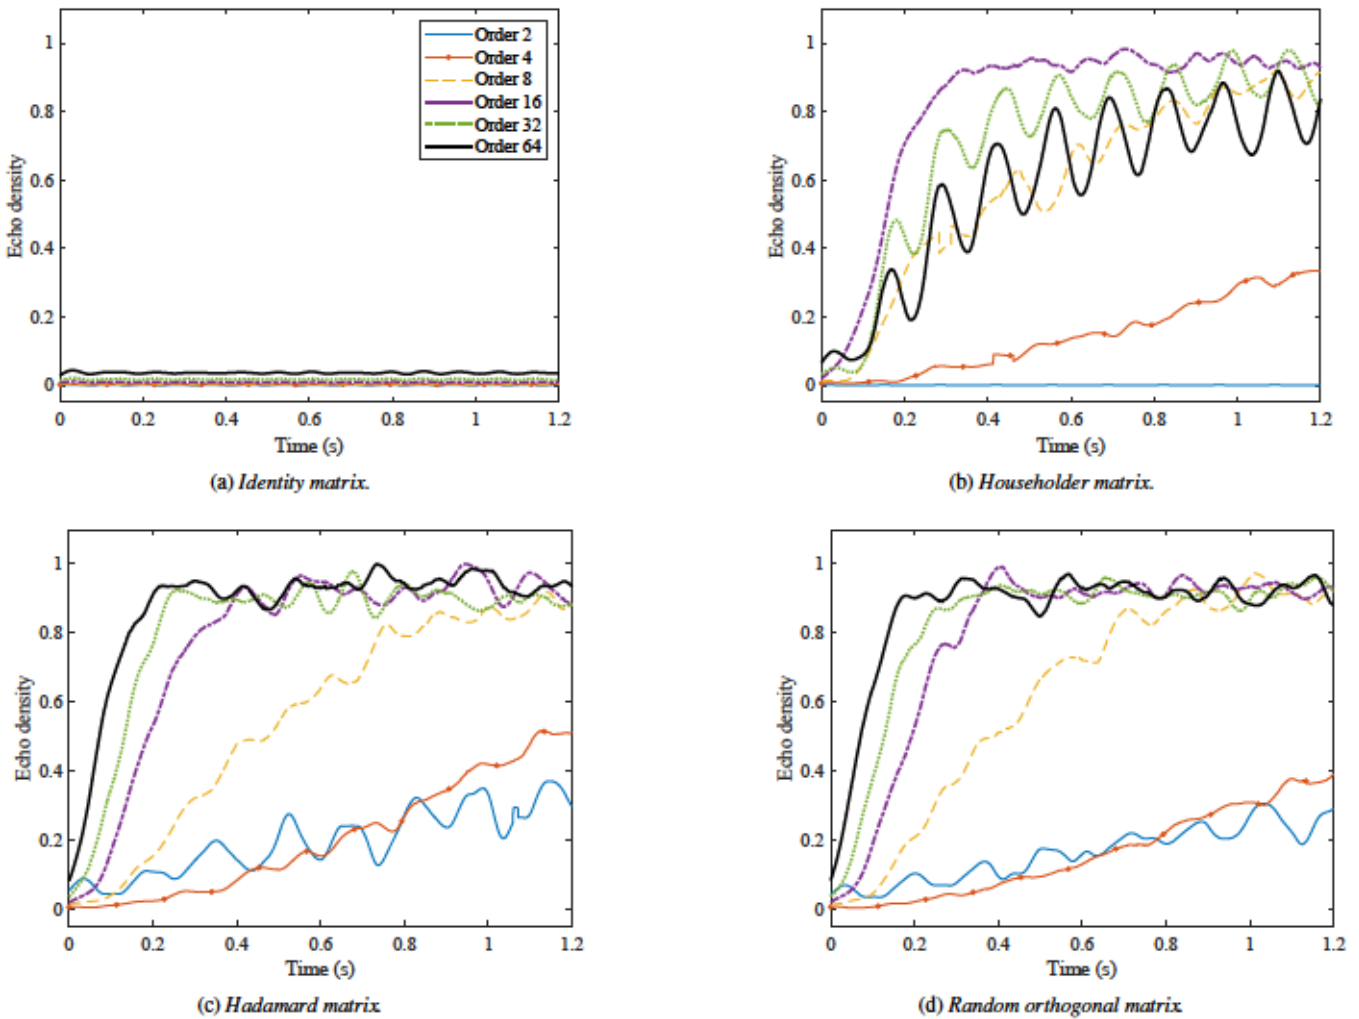 Order 2
Order 4
Order 8
Order 16
Order 32
Order 64
Echo density
1
0.8
0.6
0.4
0.2
0
0 0.2 0.4 0.6 0.8 1 1.2
Time (s)
(a) Identity matrix.
Echo density
1
0.8
0.6
0.4
0.2
0
0 0.2 0.4 0.6 0.8 1 1.2
Time (s)
(b) Householder matrix.
Echo density
1
0.8
0.6
0.4
0.2
0
0 0.2 0.4 0.6 0.8 1 1.2
Time (s)
(c) Hadamard matrix.
Echo density
1
0.8
0.6
0.4
0.2
0
0 0.2 0.4 0.6 0.8 1 1.2
Time (s)
(d) Random orthogonal matrix.